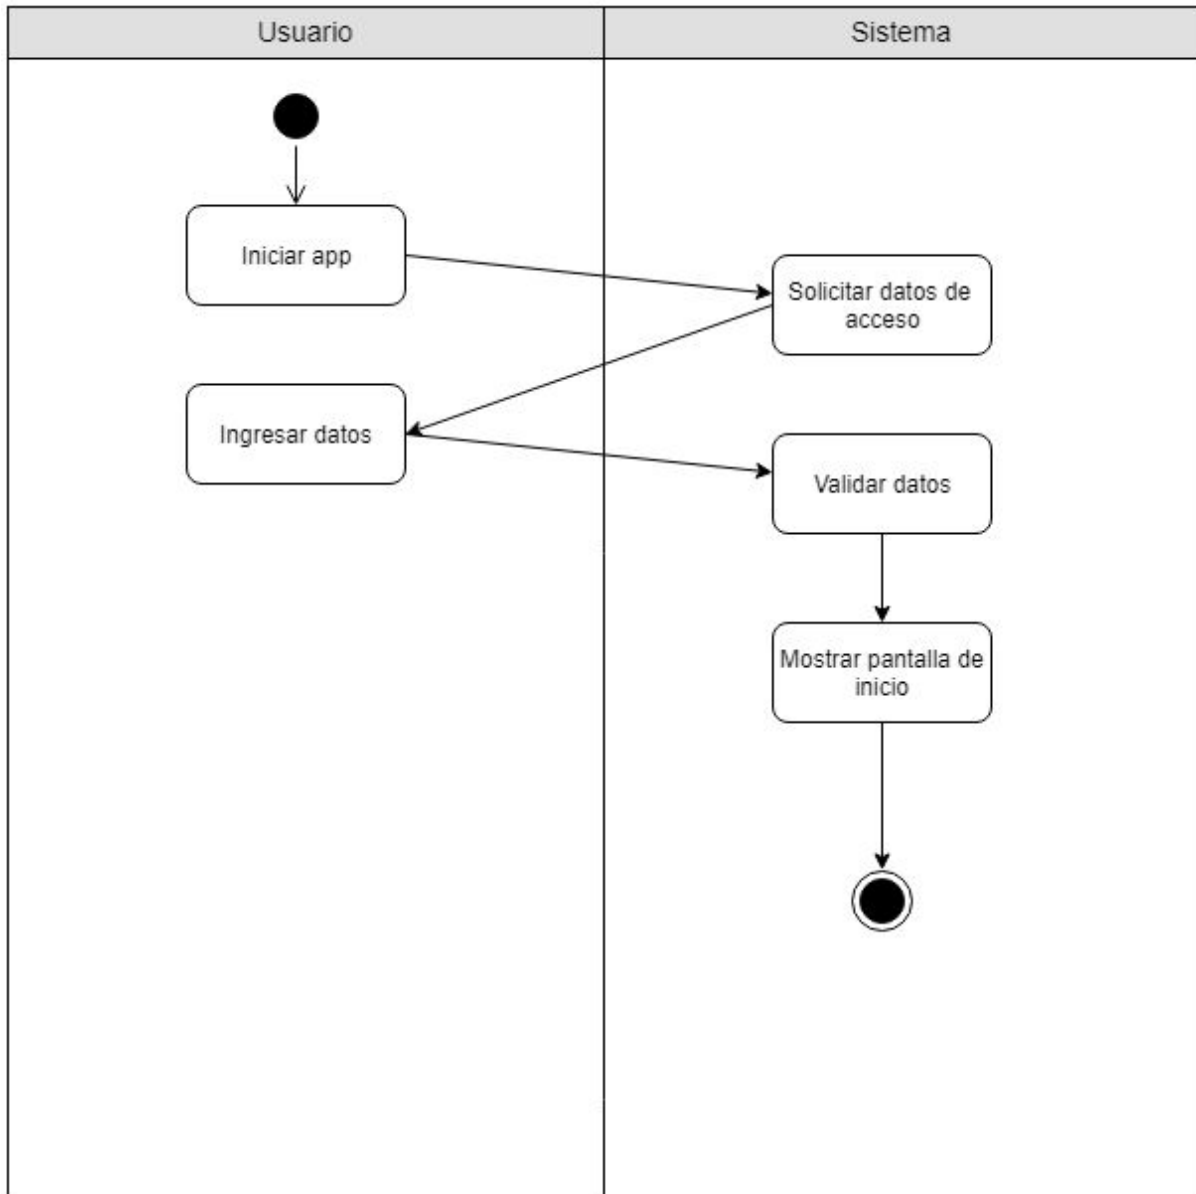 Usuario
Sistema
Iniciar app
Solicitar datos de
acceso
Ingresar datos
Validar datos
Mostrar pantalla de
inicio